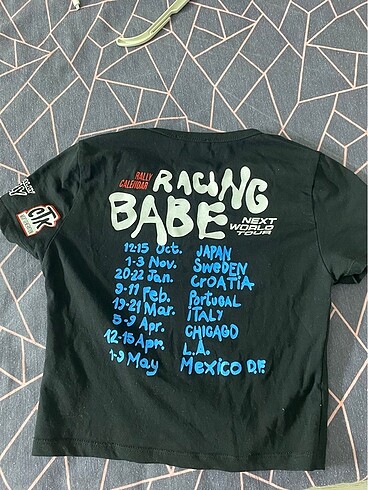 RALLY
CALENDAR
RACING
BABE
NEXT
WORLD
TOUR
12-15 Oct. JAPAN
1-3 Nov. SWEDEN
20-22 Jan. CROATIA
9-11 Feb. PORTUGAL
19-21 Mar. ITALY
5-9 Apr. CHICAGO
12-15 Apr. L.A.
1-9 May MEXICO D.F.